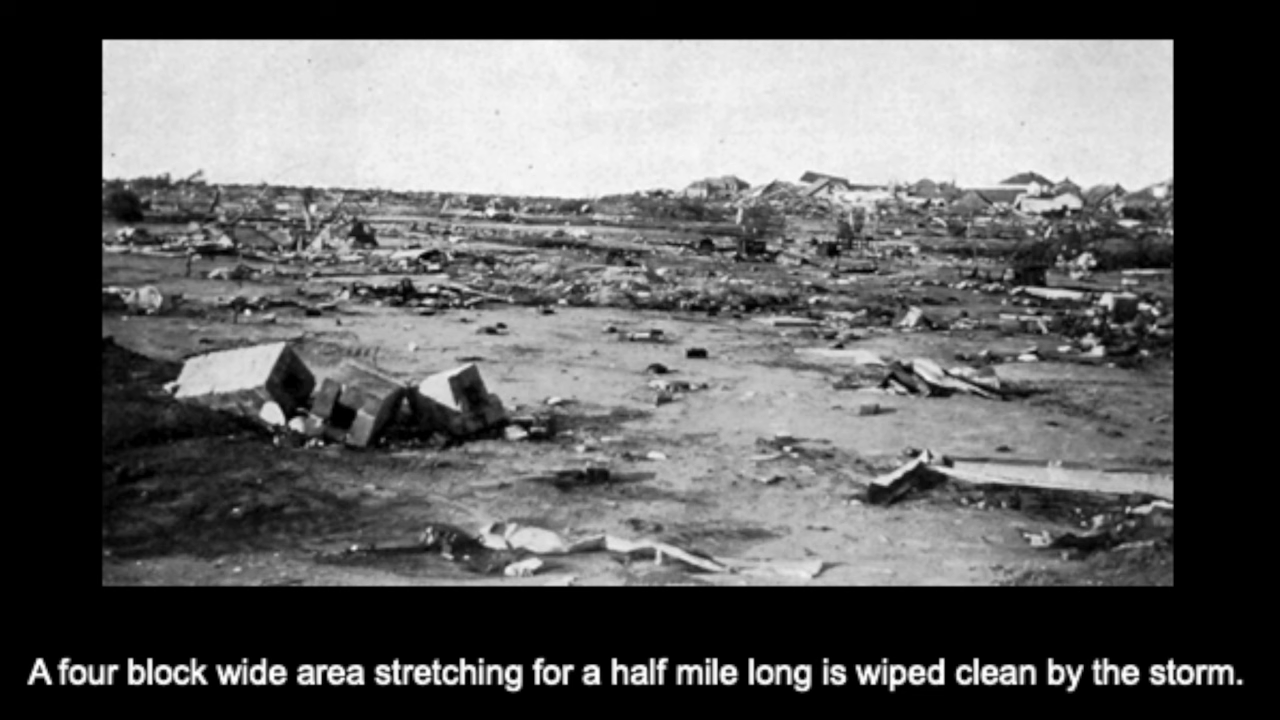 A four block wide area stretching for a half mile long is wiped clean by the storm.